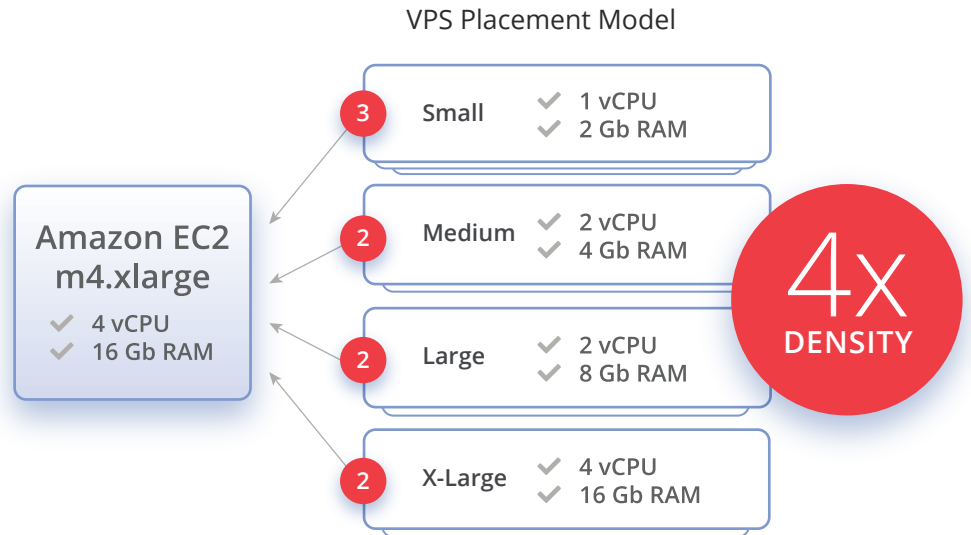 VPS Placement Model
3
Small
1 vCPU
2 Gb RAM
2
Medium
2 vCPU
4 Gb RAM
Amazon EC2
m4.xlarge
4 vCPU
16 Gb RAM
4x
DENSITY
2
Large
2 vCPU
8 Gb RAM
2
X-Large
4 vCPU
16 Gb RAM